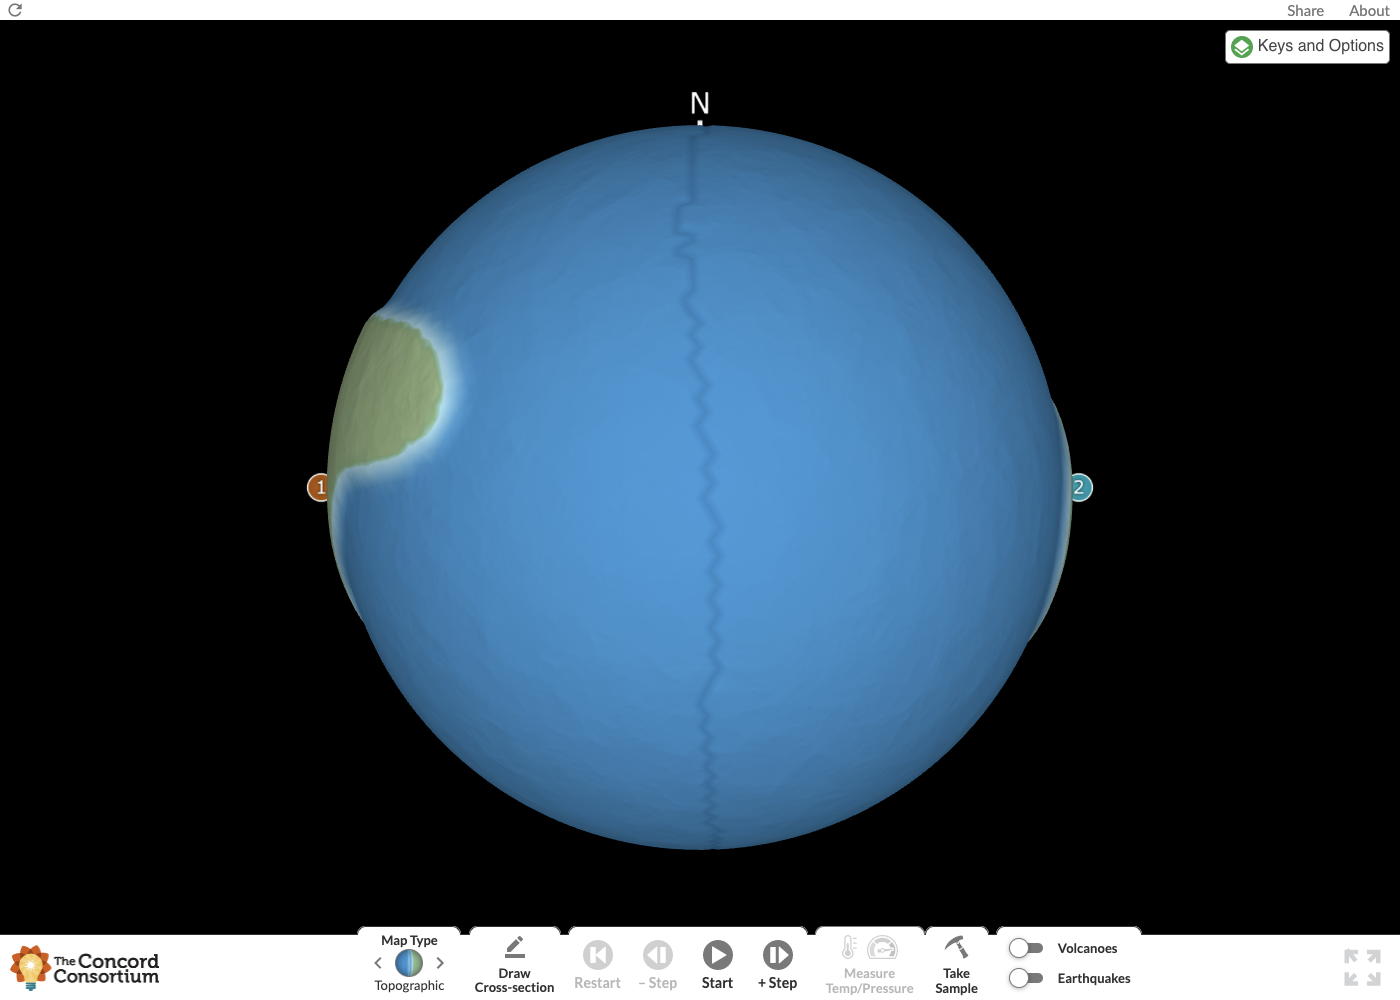 Share About
Keys and Options
N
1
2
The Concord
Consortium
Map Type
Topographic
Draw
Cross-section
Restart
– Step
Start
+ Step
Measure
Temp/Pressure
Take
Sample
Volcanoes
Earthquakes